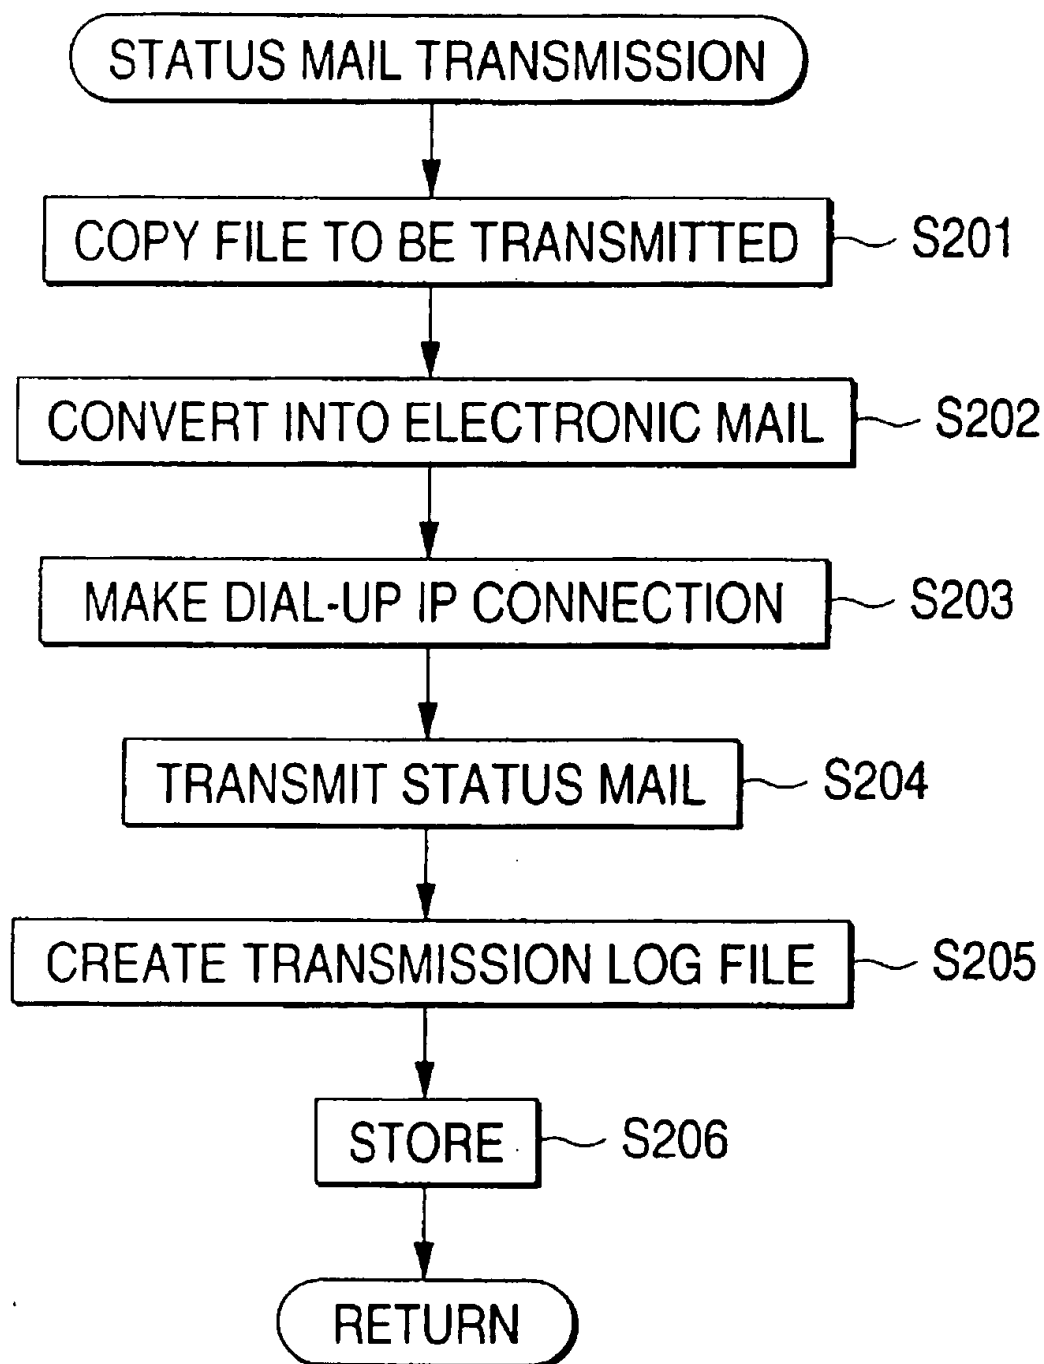 STATUS MAIL TRANSMISSION
COPY FILE TO BE TRANSMITTED S201
CONVERT INTO ELECTRONIC MAIL S202
MAKE DIAL-UP IP CONNECTION S203
TRANSMIT STATUS MAIL S204
CREATE TRANSMISSION LOG FILE S205
STORE S206
RETURN